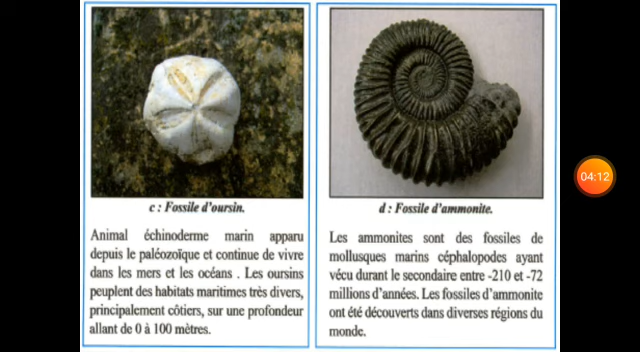 c : Fossile d'oursin.
Animal échinoderme marin apparu
depuis le paléozoïque et continue de vivre
dans les mers et les océans . Les oursins
peuplent des habitats maritimes très divers,
principalement côtiers, sur une profondeur
allant de 0 à 100 mètres.
d : Fossile d'ammonite.
Les ammonites sont des fossiles de
mollusques marins céphalopodes ayant
vécu durant le secondaire entre -210 et -72
millions d'années. Les fossiles d'ammonite
ont été découverts dans diverses régions du
monde.
04:12